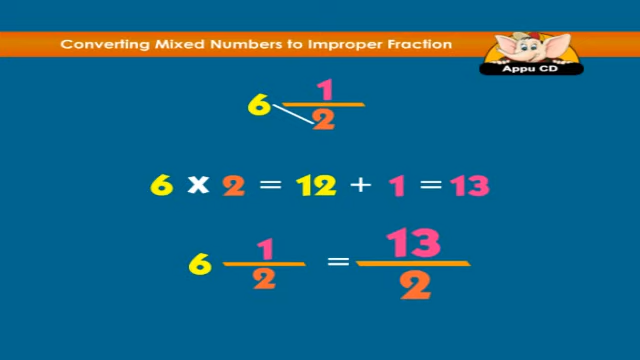 Converting Mixed Numbers to Improper Fraction
Appu CD
6 1/2
6 x 2 = 12 + 1 = 13
6 1/2 = 13/2